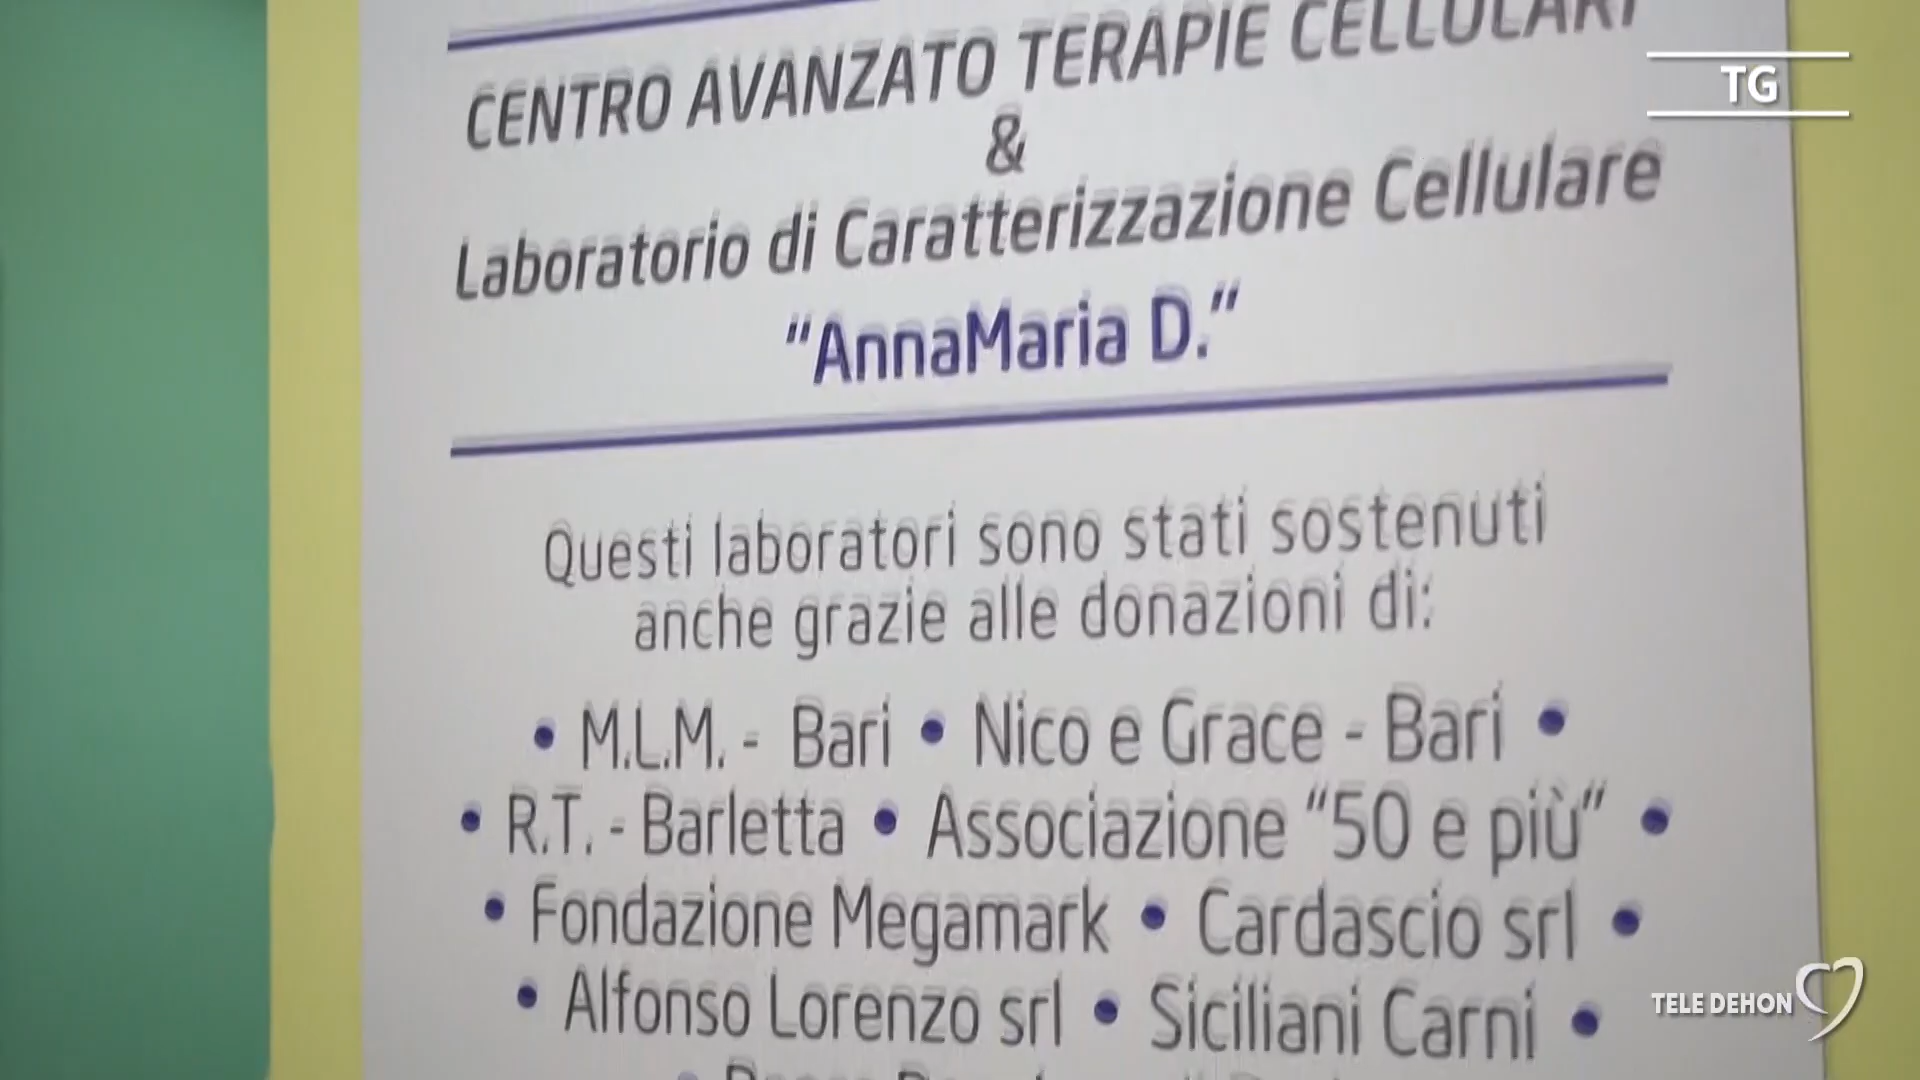 CENTRO AVANZATO TERAPIE CELLULARI
TG
&
Laboratorio di Caratterizzazione Cellulare
“AnnaMaria D.”
Questi laboratori sono stati sostenuti
anche grazie alle donazioni di:
• M.L.M. - Bari • Nico e Grace - Bari •
• R.T. - Barletta • Associazione “50 e più” •
• Fondazione Megamark • Cardascio srl •
• Alfonso Lorenzo srl • Siciliani Carni •
TELE DEHON